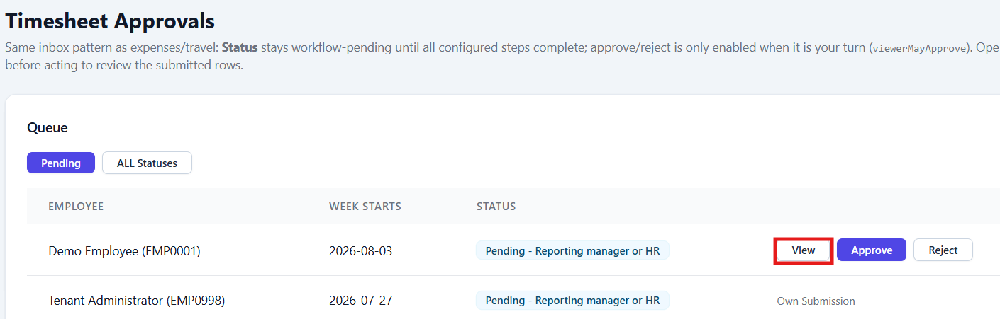 Timesheet Approvals
Same inbox pattern as expenses/travel: Status stays workflow-pending until all configured steps complete; approve/reject is only enabled when it is your turn (viewerMayApprove). Ope
before acting to review the submitted rows.
Queue
Pending ALL Statuses
EMPLOYEE WEEK STARTS STATUS
Demo Employee (EMP0001) 2026-08-03 Pending - Reporting manager or HR View Approve Reject
Tenant Administrator (EMP0998) 2026-07-27 Pending - Reporting manager or HR Own Submission